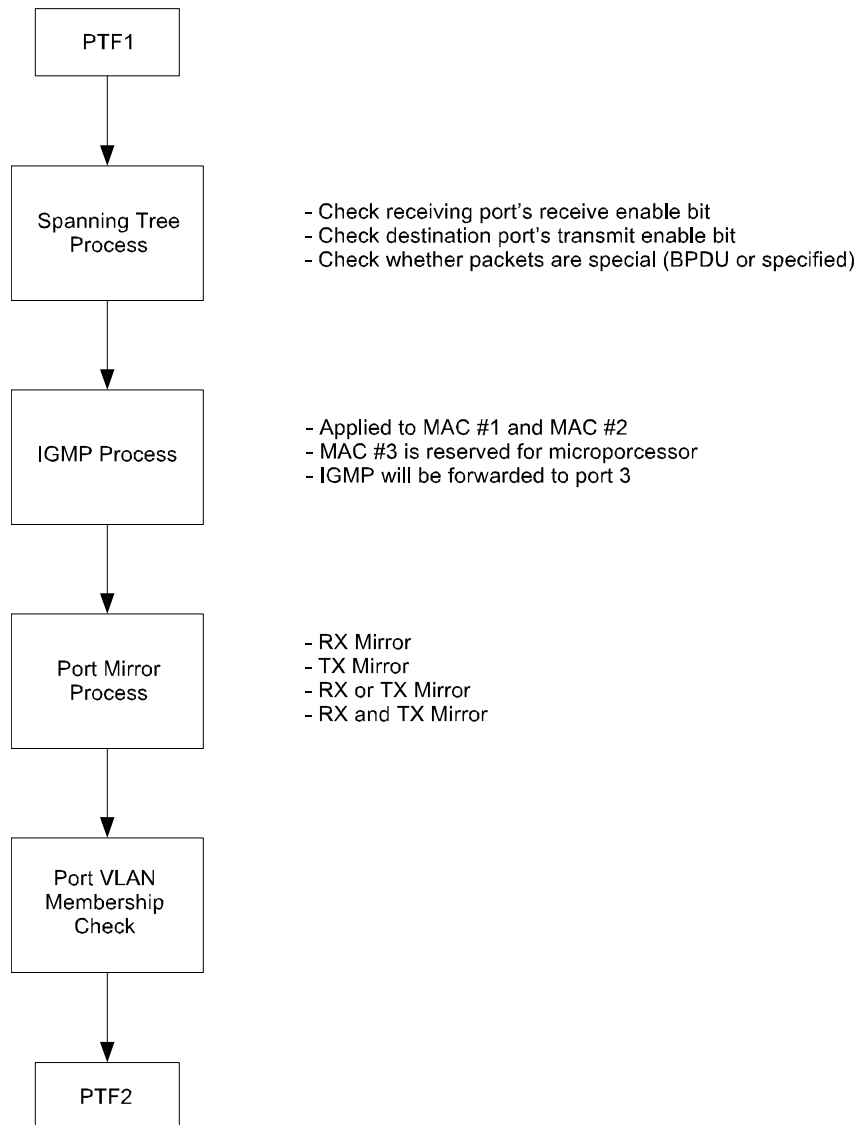 PTF1
Spanning Tree
Process
- Check receiving port's receive enable bit
- Check destination port's transmit enable bit
- Check whether packets are special (BPDU or specified)
IGMP Process
- Applied to MAC #1 and MAC #2
- MAC #3 is reserved for microporcessor
- IGMP will be forwarded to port 3
Port Mirror
Process
- RX Mirror
- TX Mirror
- RX or TX Mirror
- RX and TX Mirror
Port VLAN
Membership
Check
PTF2